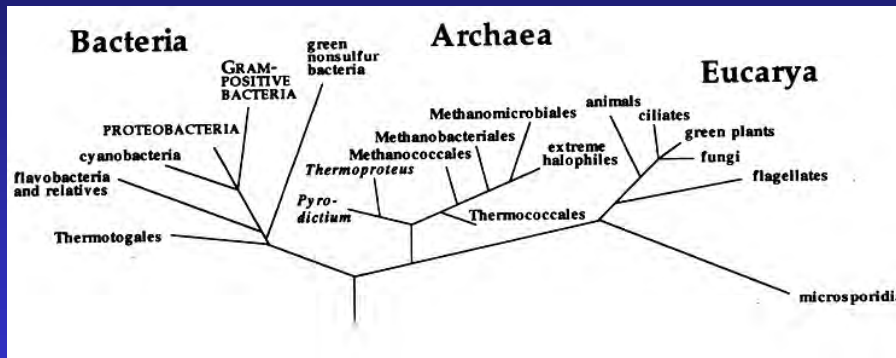 Bacteria
Archaea
Eucarya
green
nonsulfur
bacteria
GRAM-
POSITIVE
BACTERIA
PROTEOBACTERIA
cyanobacteria
flavobacteria
and relatives
Thermotogales
Methanomicrobiales
Methanobacteriales
Methanococcales
Thermoproteus
Pyro-
dictium
extreme
halophiles
Thermococcales
animals
ciliates
green plants
fungi
flagellates
microsporidi